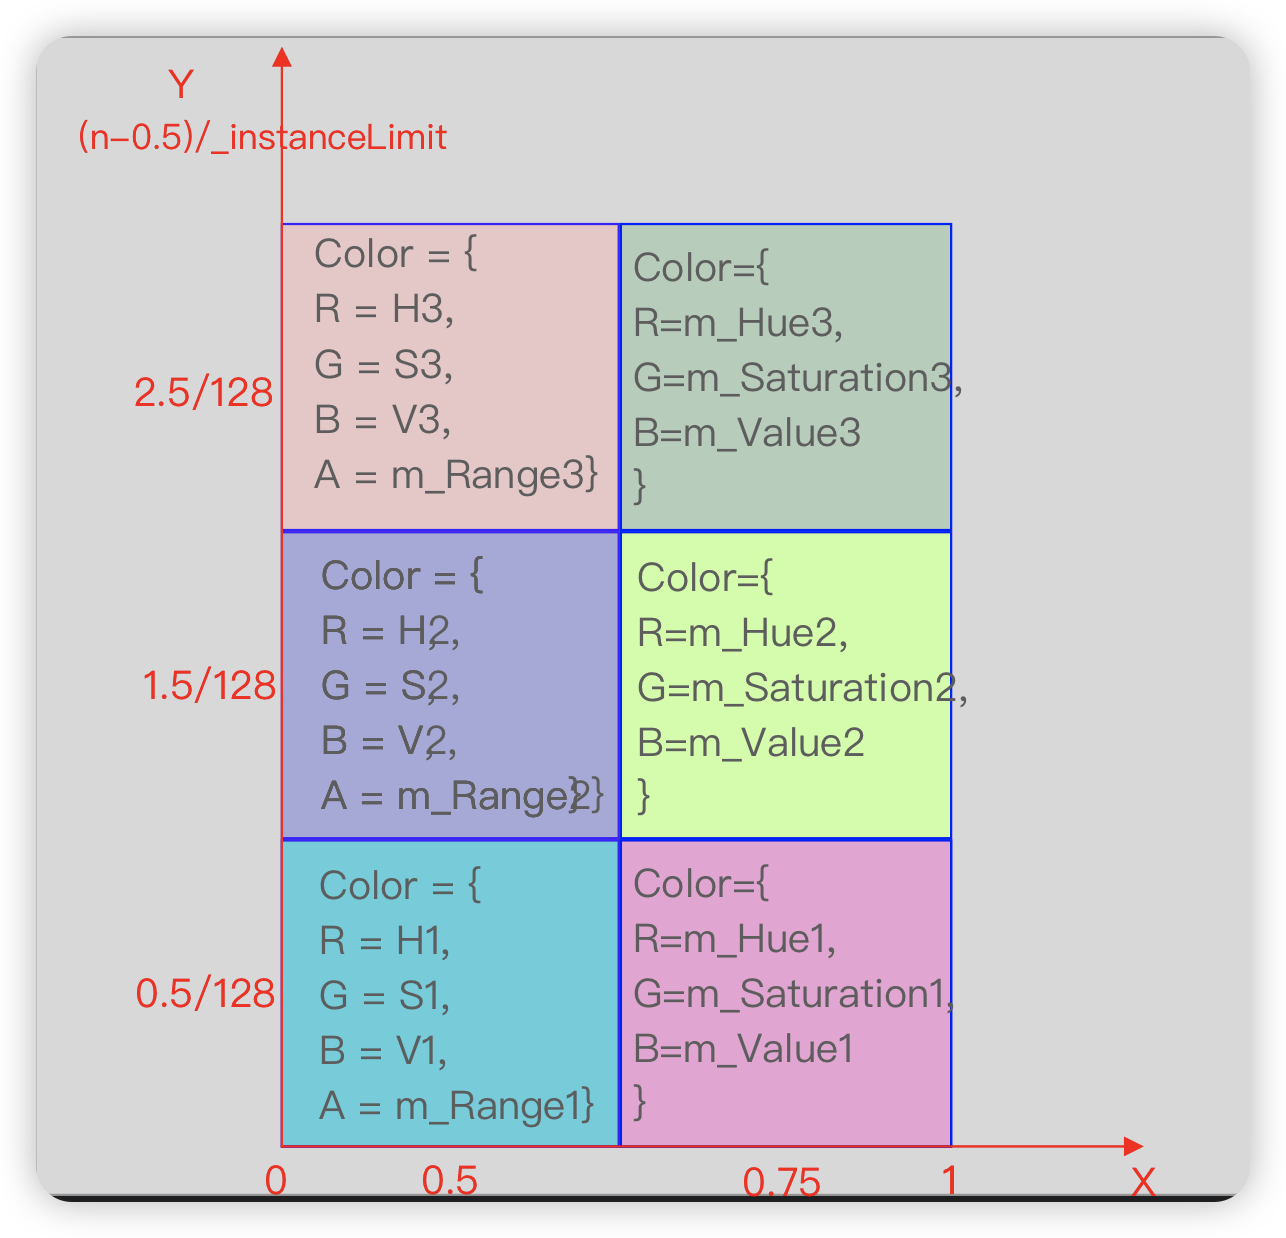 Y
(n-0.5)/_instanceLimit
Color = {
R = H3,
G = S3,
B = V3,
A = m_Range3}
Color={
R=m_Hue3,
G=m_Saturation3,
B=m_Value3
}
2.5/128
Color = {
R = H2,
G = S2,
B = V2,
A = m_Range2}
Color={
R=m_Hue2,
G=m_Saturation2,
B=m_Value2
}
1.5/128
Color = {
R = H1,
G = S1,
B = V1,
A = m_Range1}
Color={
R=m_Hue1,
G=m_Saturation1,
B=m_Value1
}
0.5/128
0 0.5 0.75 1 X